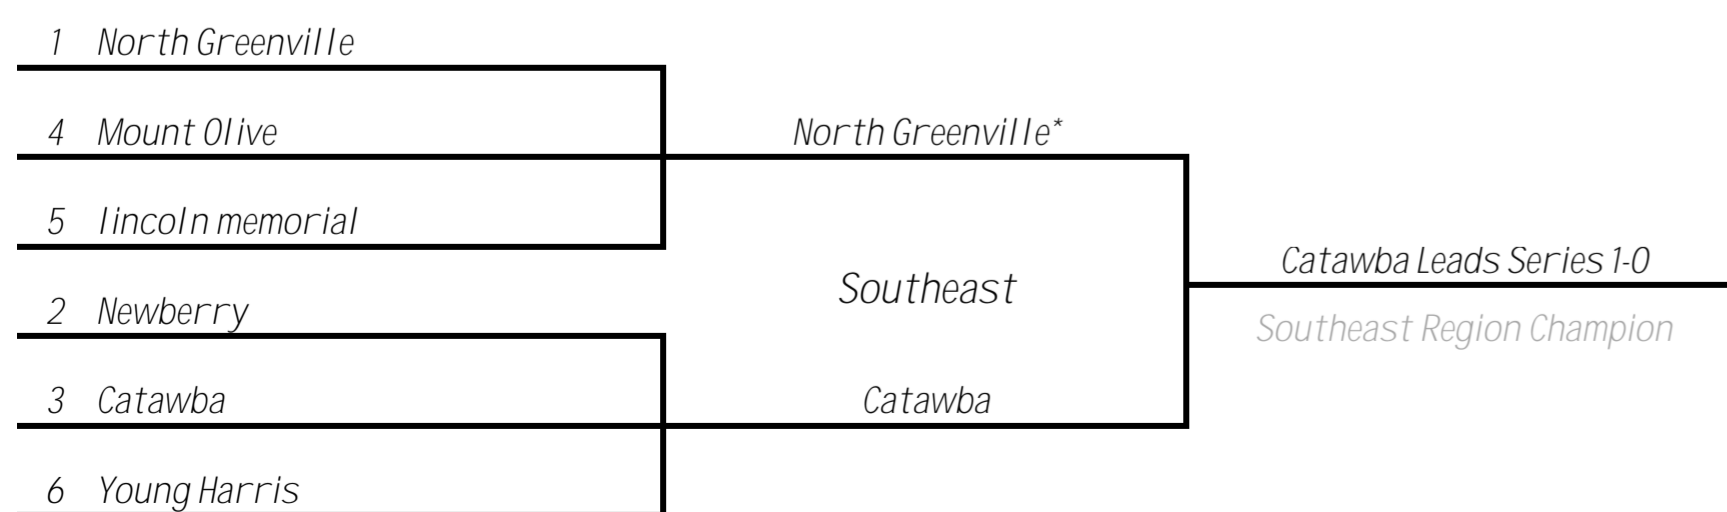 1 North Greenville
4 Mount Olive
5 lincoln memorial
2 Newberry
3 Catawba
6 Young Harris
North Greenville*
Southeast
Catawba
Catawba Leads Series 1-0
Southeast Region Champion